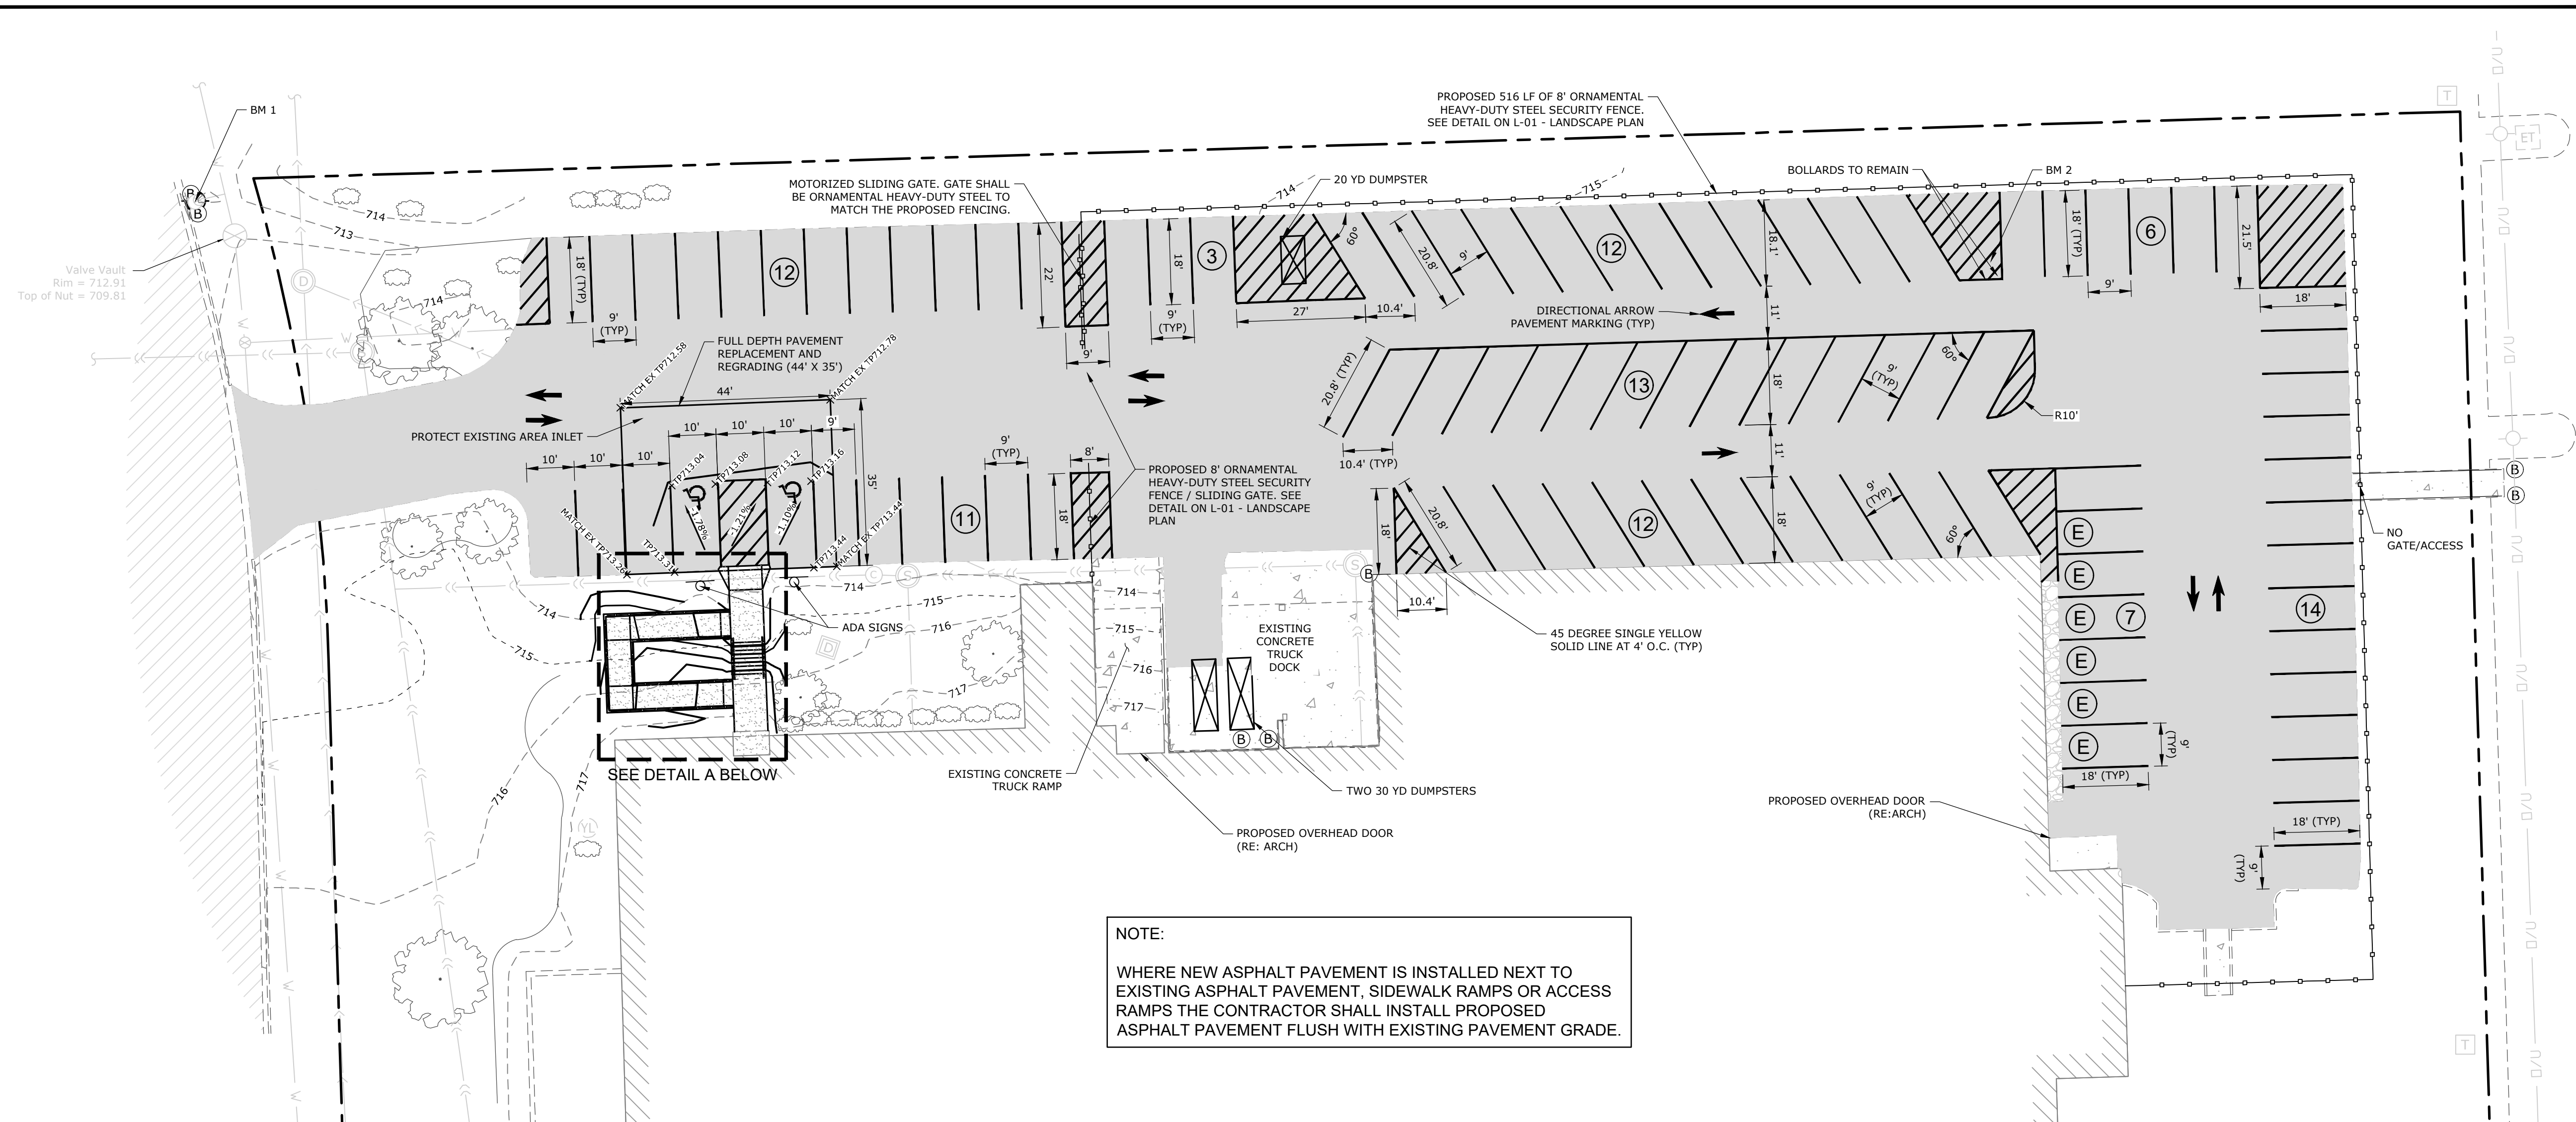 BM 1
PROPOSED 516 LF OF 8' ORNAMENTAL
HEAVY-DUTY STEEL SECURITY FENCE.
SEE DETAIL ON L-01 - LANDSCAPE PLAN
T
ET
MOTORIZED SLIDING GATE. GATE SHALL
BE ORNAMENTAL HEAVY-DUTY STEEL TO
MATCH THE PROPOSED FENCING.
20 YD DUMPSTER
BOLLARDS TO REMAIN
BM 2
B
B
714
713
714
714
715
Valve Vault
Rim = 712.91
Top of Nut = 709.81
D
18' (TYP)
9'
(TYP)
12
22'
9'
18'
9'
(TYP)
3
27'
60°
10.4'
20.8'
9'
12
18.1'
11'
18' (TYP)
9'
6
21.5'
18'
DIRECTIONAL ARROW
PAVEMENT MARKING (TYP)
FULL DEPTH PAVEMENT
REPLACEMENT AND
REGRADING (44' X 35')
MATCH EX TP712.58
MATCH EX TP712.78
44'
PROTECT EXISTING AREA INLET
10'
10'
10'
10'
10'
10'
9'
35'
9'
(TYP)
11
8'
18'
TP713.04
TP713.08
TP713.12
TP713.16
-1.78%
-1.21%
-1.10%
MATCH EX TP713.26
TP713.31
TP713.44
MATCH EX TP713.44
PROPOSED 8' ORNAMENTAL
HEAVY-DUTY STEEL SECURITY
FENCE / SLIDING GATE. SEE
DETAIL ON L-01 - LANDSCAPE
PLAN
20.8' (TYP)
10.4' (TYP)
13
18'
9'
(TYP)
60°
R10'
11'
18'
20.8'
10.4'
12
18'
9'
(TYP)
60°
B
B
NO
GATE/ACCESS
E
E
E
E
E
E
7
14
9'
(TYP)
18' (TYP)
18' (TYP)
9'
(TYP)
C
S
S
B
714
714
715
715
716
717
D
ADA SIGNS
714
715
716
717
EXISTING
CONCRETE
TRUCK
DOCK
45 DEGREE SINGLE YELLOW
SOLID LINE AT 4' O.C. (TYP)
B
B
SEE DETAIL A BELOW
EXISTING CONCRETE
TRUCK RAMP
TWO 30 YD DUMPSTERS
PROPOSED OVERHEAD DOOR
(RE: ARCH)
PROPOSED OVERHEAD DOOR
(RE:ARCH)
716
717
YL
NOTE:
WHERE NEW ASPHALT PAVEMENT IS INSTALLED NEXT TO
EXISTING ASPHALT PAVEMENT, SIDEWALK RAMPS OR ACCESS
RAMPS THE CONTRACTOR SHALL INSTALL PROPOSED
ASPHALT PAVEMENT FLUSH WITH EXISTING PAVEMENT GRADE.
T